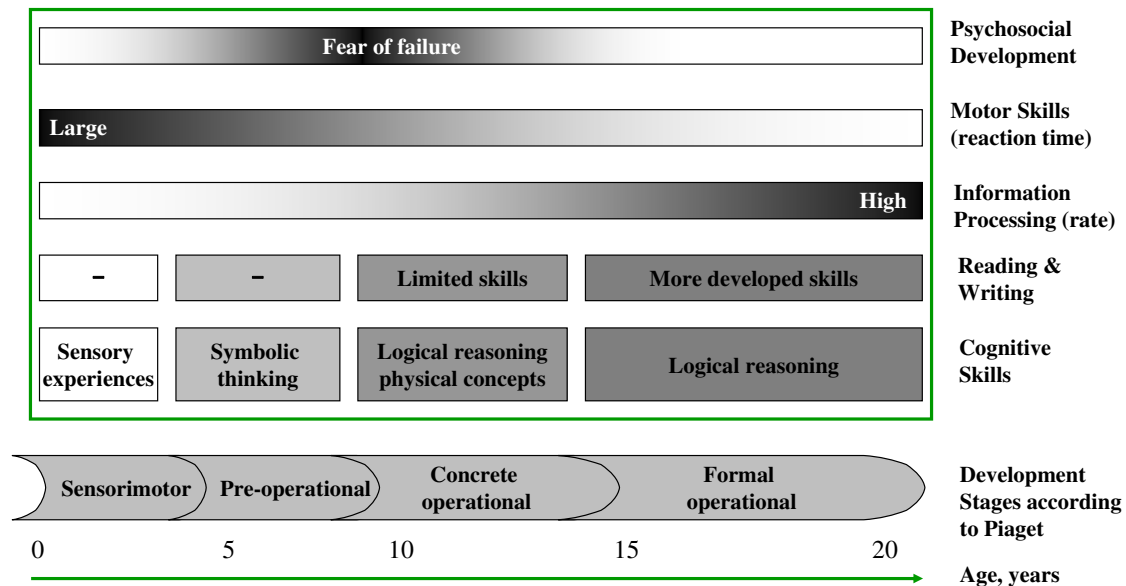 Fear of failure
Psychosocial
Development
Large
Motor Skills
(reaction time)
High
Information
Processing (rate)
–
–
Limited skills
More developed skills
Reading &
Writing
Sensory
experiences
Symbolic
thinking
Logical reasoning
physical concepts
Logical reasoning
Cognitive
Skills
Sensorimotor
Pre-operational
Concrete
operational
Formal
operational
Development
Stages according
to Piaget
0 5 10 15 20
Age, years